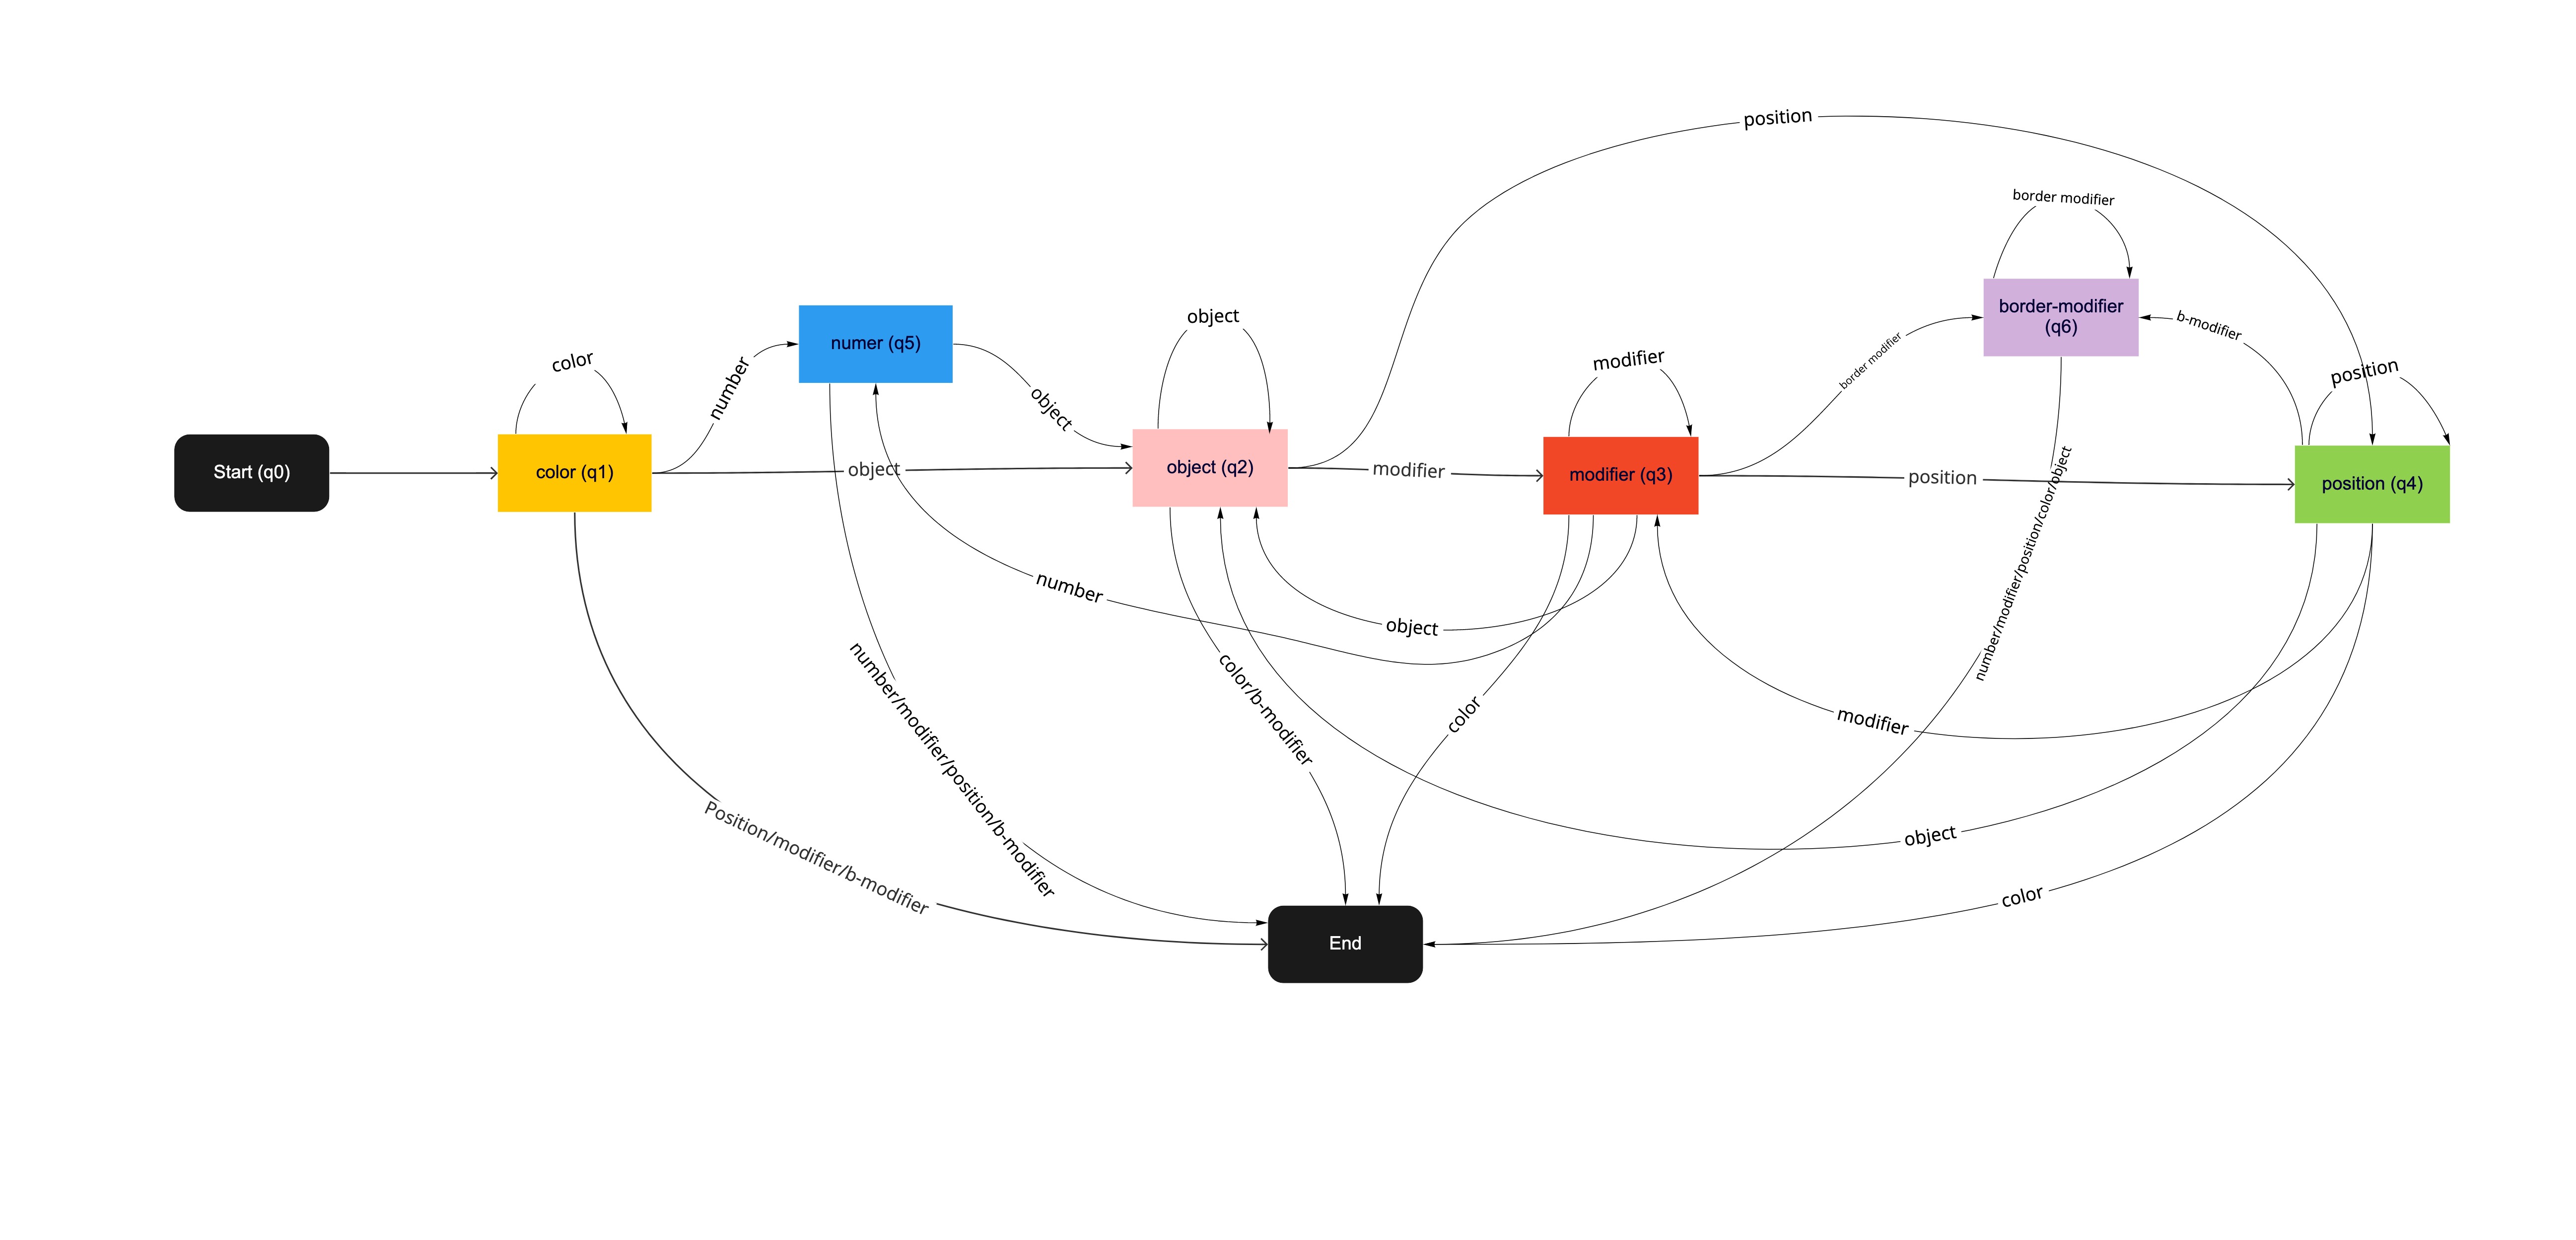 position
border modifier
border-modifier
(q6)
b-modifier
numer (q5)
object
color
number
object
modifier
border modifier
position
Start (q0)
color (q1)
object
object (q2)
modifier
modifier (q3)
position
position (q4)
number
object
number/modifier/position/color/object
color/b-modifier
color
modifier
number/modifier/position/b-modifier
Position/modifier/b-modifier
object
color
End